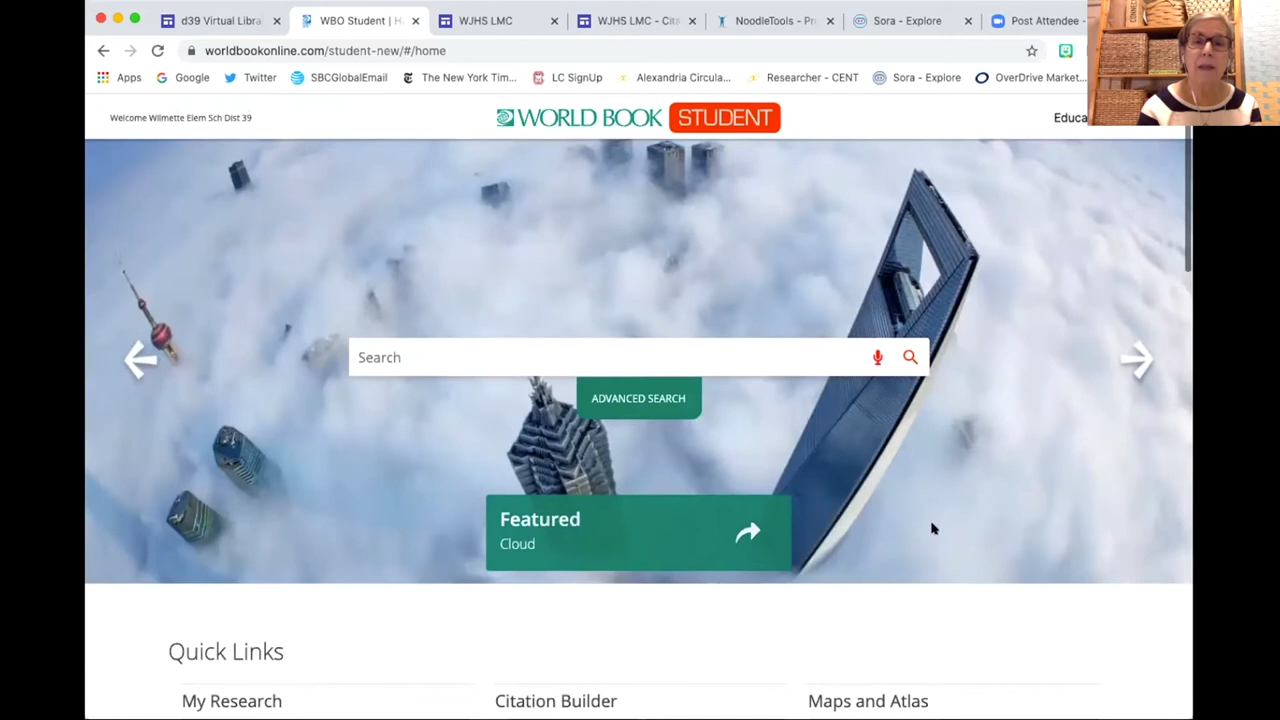 d39 Virtual Libra
WBO Student | H
WJHS LMC
WJHS LMC - Cita
NoodleTools - Pr
Sora - Explore
Post Attendee -
worldbookonline.com/student-new/#/home
Apps
Google
Twitter
SBCGlobalEmail
The New York Tim...
LC SignUp
Alexandria Circula...
Researcher - CENT
Sora - Explore
OverDrive Market...
Welcome Wilmette Elem Sch Dist 39
WORLD BOOK STUDENT
Educa
Search
ADVANCED SEARCH
Featured
Cloud
Quick Links
My Research
Citation Builder
Maps and Atlas